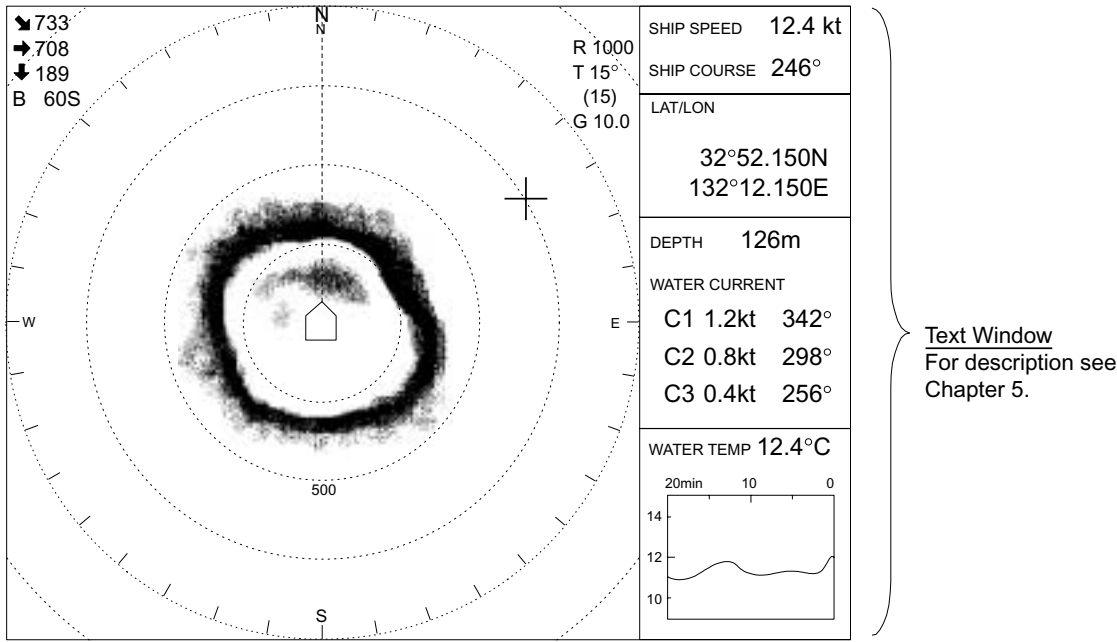 N
N
733
708
189
B 60S
R 1000
T 15°
(15)
G 10.0
W
E
500
S
SHIP SPEED 12.4 kt
SHIP COURSE 246°
LAT/LON
32°52.150N
132°12.150E
DEPTH 126m
WATER CURRENT
C1 1.2kt 342°
C2 0.8kt 298°
C3 0.4kt 256°
WATER TEMP 12.4°C
20min 10 0
14
12
10
Text Window
For description see
Chapter 5.